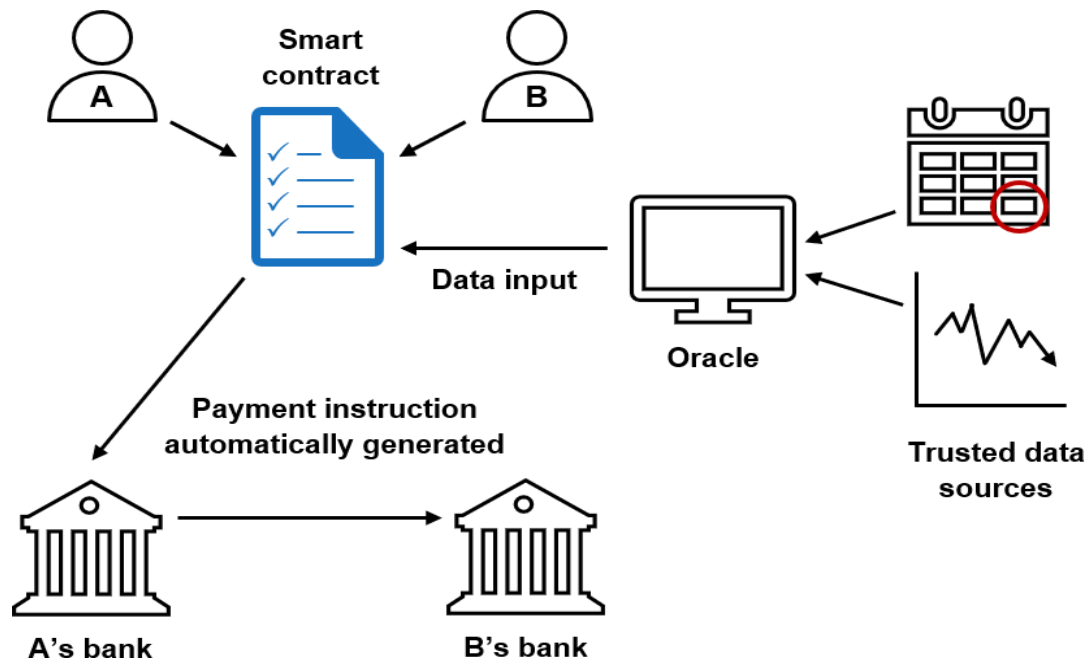 Smart
contract
A
B
Data input
Oracle
Trusted data
sources
Payment instruction
automatically generated
A's bank
B's bank